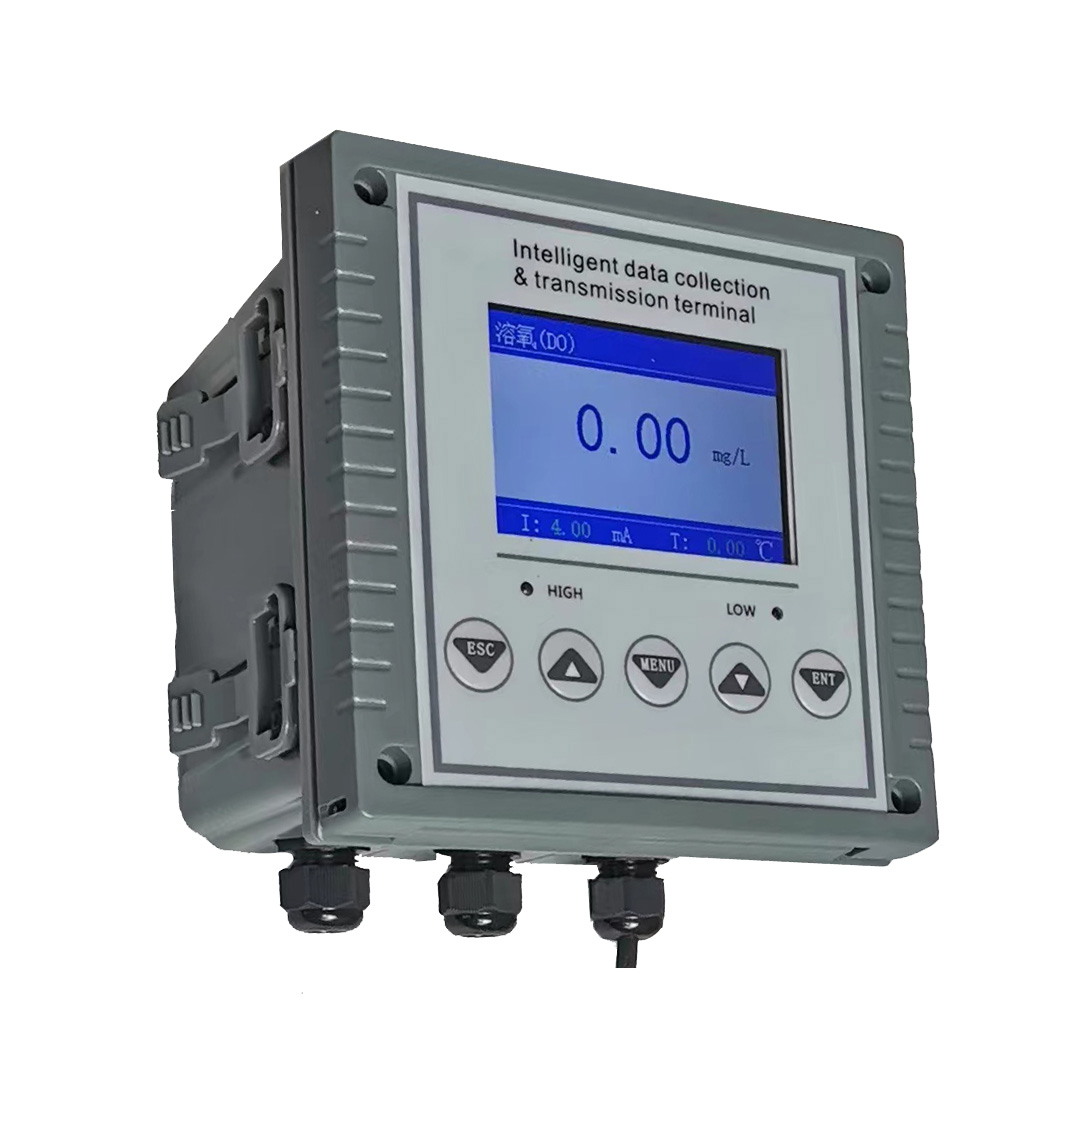 Intelligent data collection
& transmission terminal
溶氧(DO)
0.00 mg/L
I: 4.00 mA T: 0.00 ℃
HIGH LOW
ESC MENU ENT